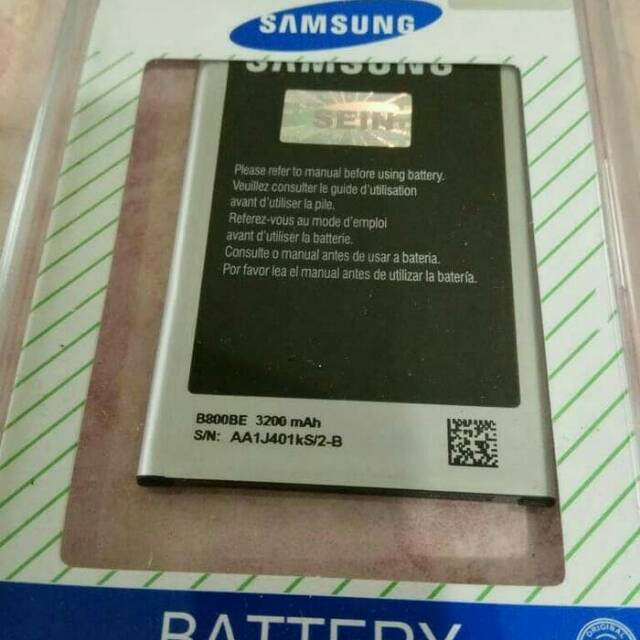 SAMSUNG
SAMSUNG
SEIN
Please refer to manual before using battery.
Veuillez consulter le guide d'utilisation
avant d'utiliser la pile.
Referez-vous au mode d'emploi
avant d'utiliser la batterie.
Consulte o manual antes de usar a bateria.
Por favor lea el manual antes de utilizar la batería.
B800BE 3200 mAh
S/N: AA1J401kS/2-B
BATTERY
ORIGINAL